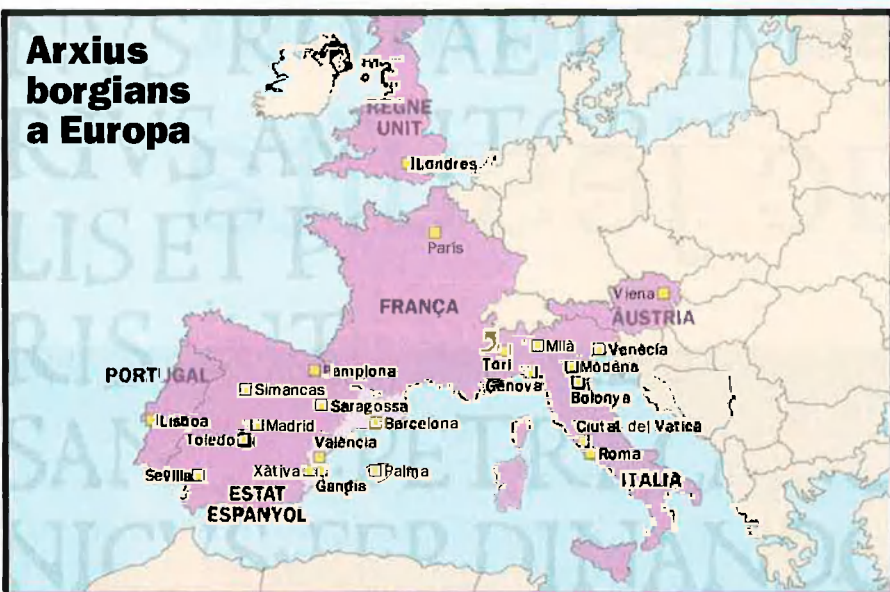 Arxius
borgians
a Europa
REGNE
UNIT
Londres
París
FRANÇA
Viena
ÀUSTRIA
Milà
Venècia
Torí
Mòdena
Gènova
Bolonya
PORTUGAL
Pamplona
Simancas
Saragossa
Lisboa
Madrid
Barcelona
Toledo
València
Ciutat del Vaticà
Roma
Sevilla
Xàtiva
Gandia
Palma
ITALIÀ
ESTAT
ESPANYOL